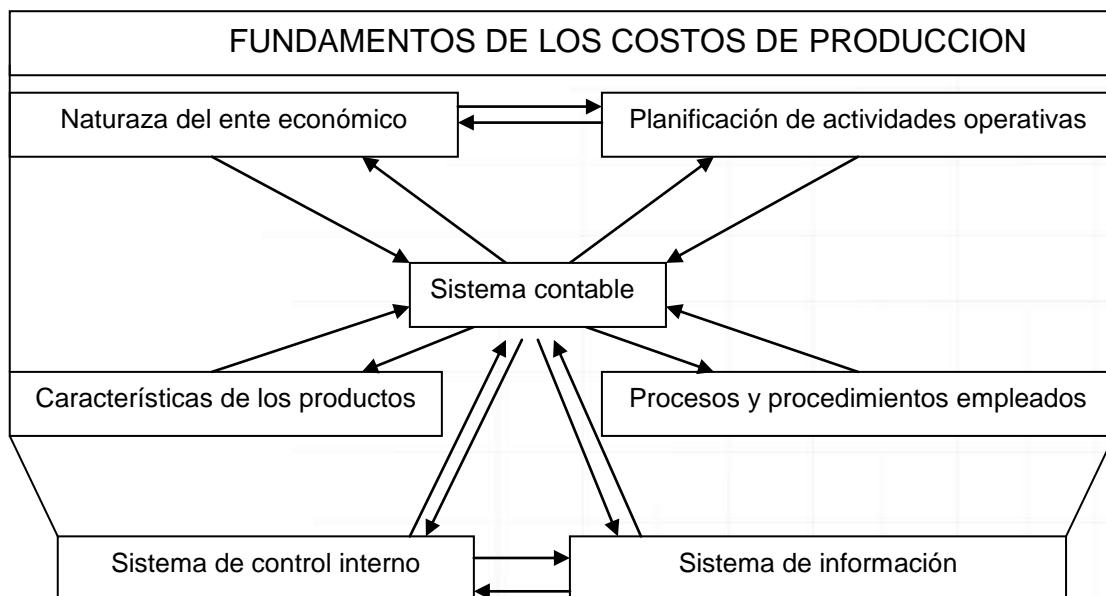 FUNDAMENTOS DE LOS COSTOS DE PRODUCCION
Naturaza del ente económico
Planificación de actividades operativas
Sistema contable
Características de los productos
Procesos y procedimientos empleados
Sistema de control interno
Sistema de información